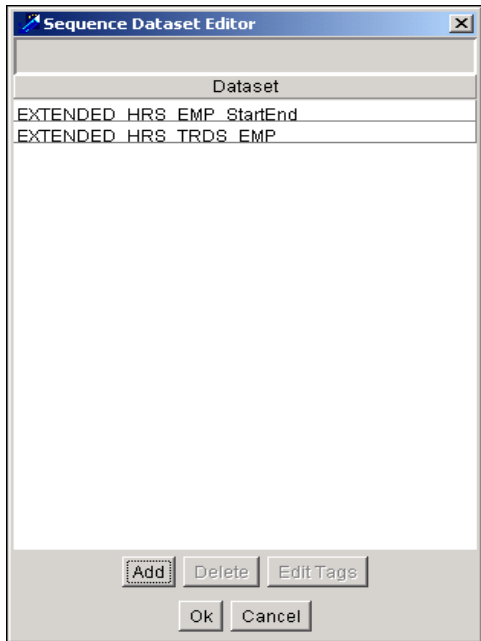 Sequence Dataset Editor
Dataset
EXTENDED_HRS_EMP_StartEnd
EXTENDED_HRS_TRDS_EMP
Add Delete Edit Tags
Ok Cancel